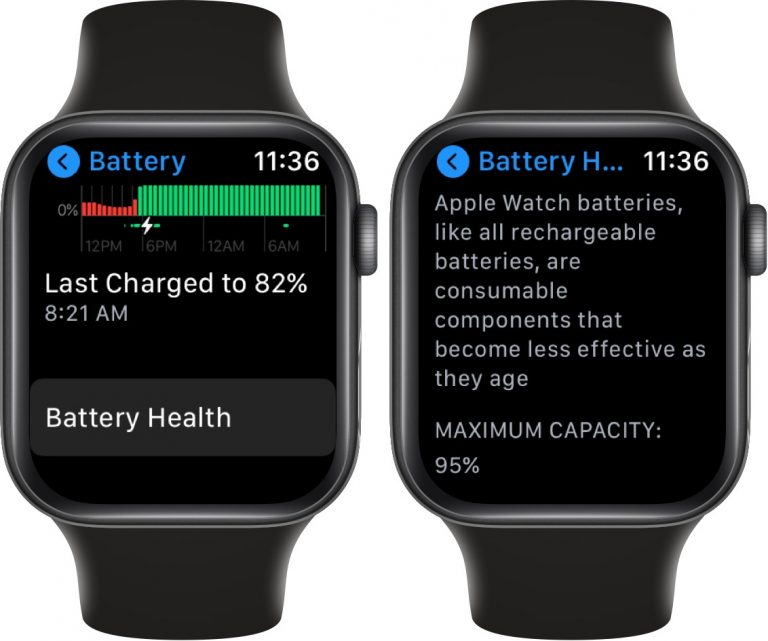 Battery 11:36
0%
12PM 6PM 12AM 6AM
Last Charged to 82%
8:21 AM
Battery Health
Battery H... 11:36
Apple Watch batteries,
like all rechargeable
batteries, are
consumable
components that
become less effective as
they age
MAXIMUM CAPACITY:
95%